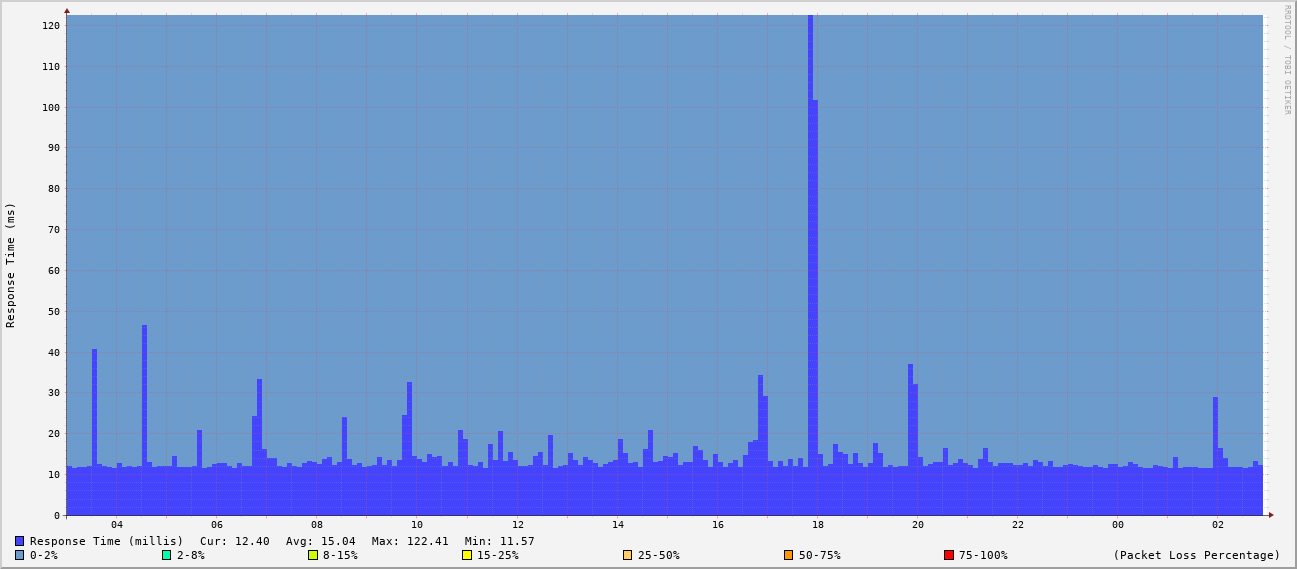 RRDTOOL / TOBI OETIKER
Response Time (ms)
120
110
100
90
80
70
60
50
40
30
20
10
0
04 06 08 10 12 14 16 18 20 22 00 02
Response Time (millis) Cur: 12.40 Avg: 15.04 Max: 122.41 Min: 11.57
0-2% 2-8% 8-15% 15-25% 25-50% 50-75% 75-100% (Packet Loss Percentage)